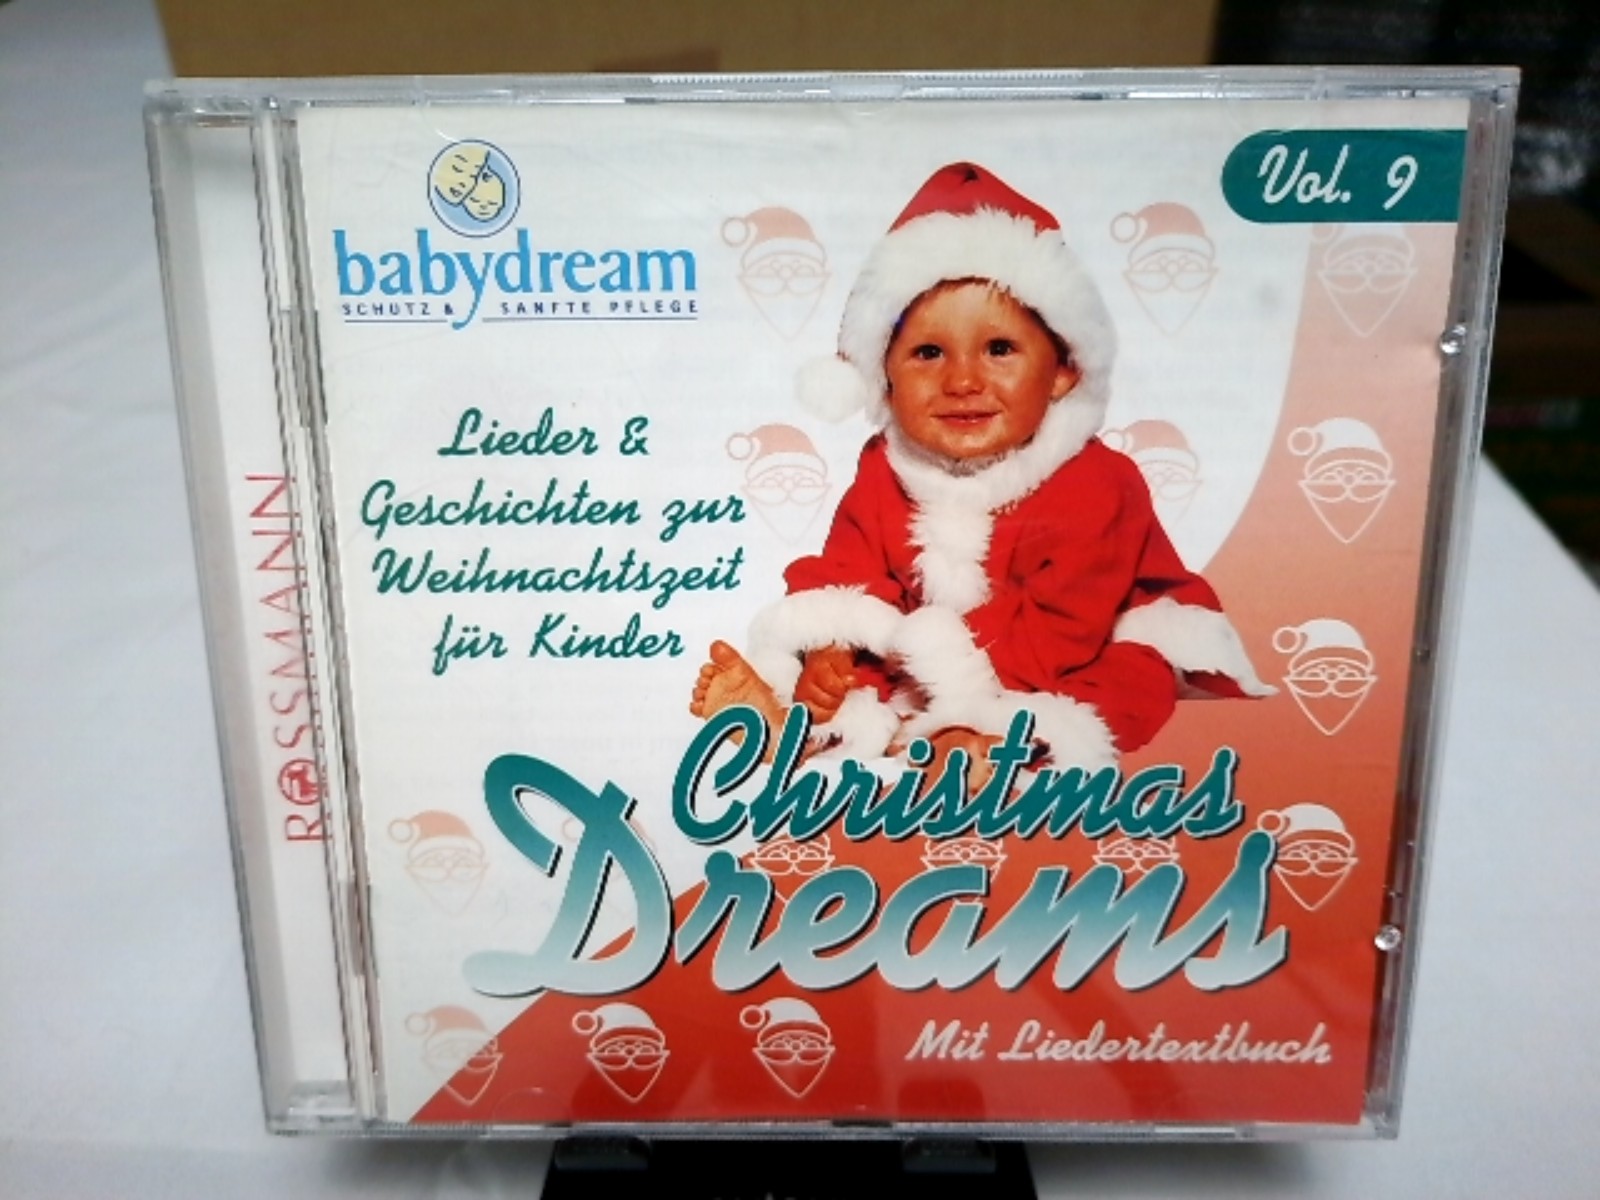 babydream
SCHUTZ & SANFTE PFLEGE
Vol. 9
Lieder &
Geschichten zur
Weihnachtszeit
für Kinder
ROSSMANN
Christmas
Dreams
Mit Liedertextbuch